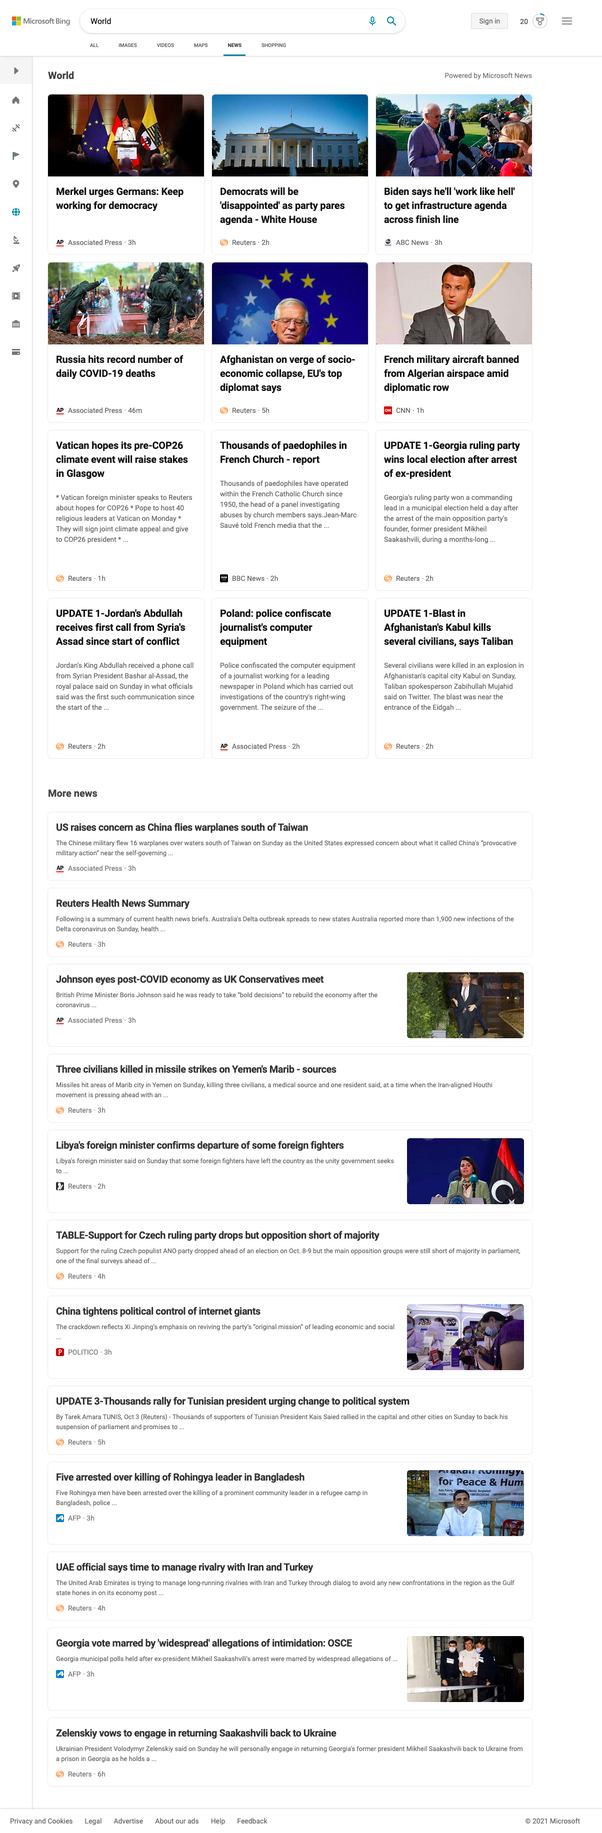 Microsoft Bing
World
Sign in
20
ALL IMAGES VIDEOS MAPS NEWS SHOPPING
World
Powered by Microsoft News
Merkel urges Germans: Keep
working for democracy
AP Associated Press · 3h
Democrats will be
'disappointed' as party pares
agenda - White House
Reuters · 2h
Biden says he'll 'work like hell'
to get infrastructure agenda
across finish line
ABC News · 3h
Russia hits record number of
daily COVID-19 deaths
AP Associated Press · 46m
Afghanistan on verge of socio-
economic collapse, EU's top
diplomat says
Reuters · 5h
French military aircraft banned
from Algerian airspace amid
diplomatic row
CNN · 1h
Vatican hopes its pre-COP26
climate event will raise stakes
in Glasgow
* Vatican foreign minister speaks to Reuters
about hopes for COP26 * Pope to host 40
religious leaders at Vatican on Monday *
They will sign joint climate appeal and give
to COP26 president * ...
Reuters · 1h
Thousands of paedophiles in
French Church - report
Thousands of paedophiles have operated
within the French Catholic Church since
1950, the head of a panel investigating
abuses by church members says.Jean-Marc
Sauvé told French media that the ...
BBC News · 2h
UPDATE 1-Georgia ruling party
wins local election after arrest
of ex-president
Georgia's ruling party won a commanding
lead in a municipal election held a day after
the arrest of the main opposition party's
founder, former president Mikheil
Saakashvili, during a months-long ...
Reuters · 2h
UPDATE 1-Jordan's Abdullah
receives first call from Syria's
Assad since start of conflict
Jordan's King Abdullah received a phone call
from Syrian President Bashar al-Assad, the
royal palace said on Sunday in what officials
said was the first such communication since
the start of the ...
Reuters · 2h
Poland: police confiscate
journalist's computer
equipment
Police confiscated the computer equipment
of a journalist working for a leading
newspaper in Poland which has carried out
investigations of the country's right-wing
government. The seizure of the ...
AP Associated Press · 2h
UPDATE 1-Blast in
Afghanistan's Kabul kills
several civilians, says Taliban
Several civilians were killed in an explosion in
Afghanistan's capital city Kabul on Sunday,
Taliban spokesperson Zabihullah Mujahid
said on Twitter. The blast was near the
entrance of the Eidgah ...
Reuters · 2h
More news
US raises concern as China flies warplanes south of Taiwan
The Chinese military flew 16 warplanes over waters south of Taiwan on Sunday as the United States expressed concern about what it called China's "provocative
military action" near the self-governing ...
AP Associated Press · 3h
Reuters Health News Summary
Following is a summary of current health news briefs. Australia's Delta outbreak spreads to new states Australia reported more than 1,900 new infections of the
Delta coronavirus on Sunday, health ...
Reuters · 3h
Johnson eyes post-COVID economy as UK Conservatives meet
British Prime Minister Boris Johnson said he was ready to take "bold decisions" to rebuild the economy after the
coronavirus ...
AP Associated Press · 3h
Three civilians killed in missile strikes on Yemen's Marib - sources
Missiles hit areas of Marib city in Yemen on Sunday, killing three civilians, a medical source and one resident said, at a time when the Iran-aligned Houthi
movement is pressing ahead with an ...
Reuters · 3h
Libya's foreign minister confirms departure of some foreign fighters
Libya's foreign minister said on Sunday that some foreign fighters have left the country as the unity government seeks
to ...
Reuters · 2h
TABLE-Support for Czech ruling party drops but opposition short of majority
Support for the ruling Czech populist ANO party dropped ahead of an election on Oct. 8-9 but the main opposition groups were still short of majority in parliament,
one of the final surveys ahead of ...
Reuters · 4h
China tightens political control of internet giants
The crackdown reflects Xi Jinping's emphasis on reviving the party's "original mission" of leading economic and social
...
POLITICO · 3h
UPDATE 3-Thousands rally for Tunisian president urging change to political system
By Tarek Amara TUNIS, Oct 3 (Reuters) - Thousands of supporters of Tunisian President Kais Saied rallied in the capital and other cities on Sunday to back his
suspension of parliament and promises to ...
Reuters · 5h
Five arrested over killing of Rohingya leader in Bangladesh
Five Rohingya men have been arrested over the killing of a prominent community leader in a refugee camp in
Bangladesh, police ...
AFP · 3h
for Peace & Hum
UAE official says time to manage rivalry with Iran and Turkey
The United Arab Emirates is trying to manage long-running rivalries with Iran and Turkey through dialog to avoid any new confrontations in the region as the Gulf
state hones in on its economy post ...
Reuters · 4h
Georgia vote marred by 'widespread' allegations of intimidation: OSCE
Georgia municipal polls held after ex-president Mikheil Saakashvili's arrest were marred by widespread allegations of ...
AFP · 3h
Zelenskiy vows to engage in returning Saakashvili back to Ukraine
Ukrainian President Volodymyr Zelenskiy said on Sunday he will personally engage in returning Georgia's former president Mikheil Saakashvili back to Ukraine from
a prison in Georgia as he holds a ...
Reuters · 6h
Privacy and Cookies Legal Advertise About our ads Help Feedback
© 2021 Microsoft